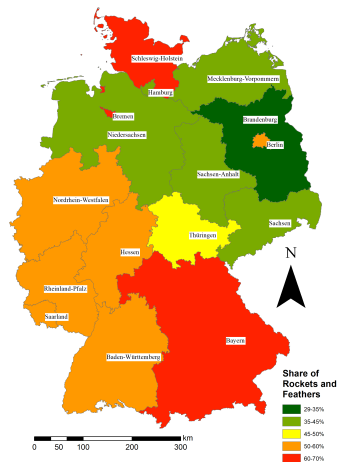 Schleswig-Holstein
Mecklenburg-Vorpommern
Hamburg
Bremen
Brandenburg
Niedersachsen
Berlin
Sachsen-Anhalt
Nordrhein-Westfalen
Sachsen
Thüringen
Hessen
N
Rheinland-Pfalz
Saarland
Bayern
Baden-Württemberg
Share of
Rockets and
Feathers
29-35%
35-45%
45-50%
50-60%
60-70%
0 50 100 200 300
km